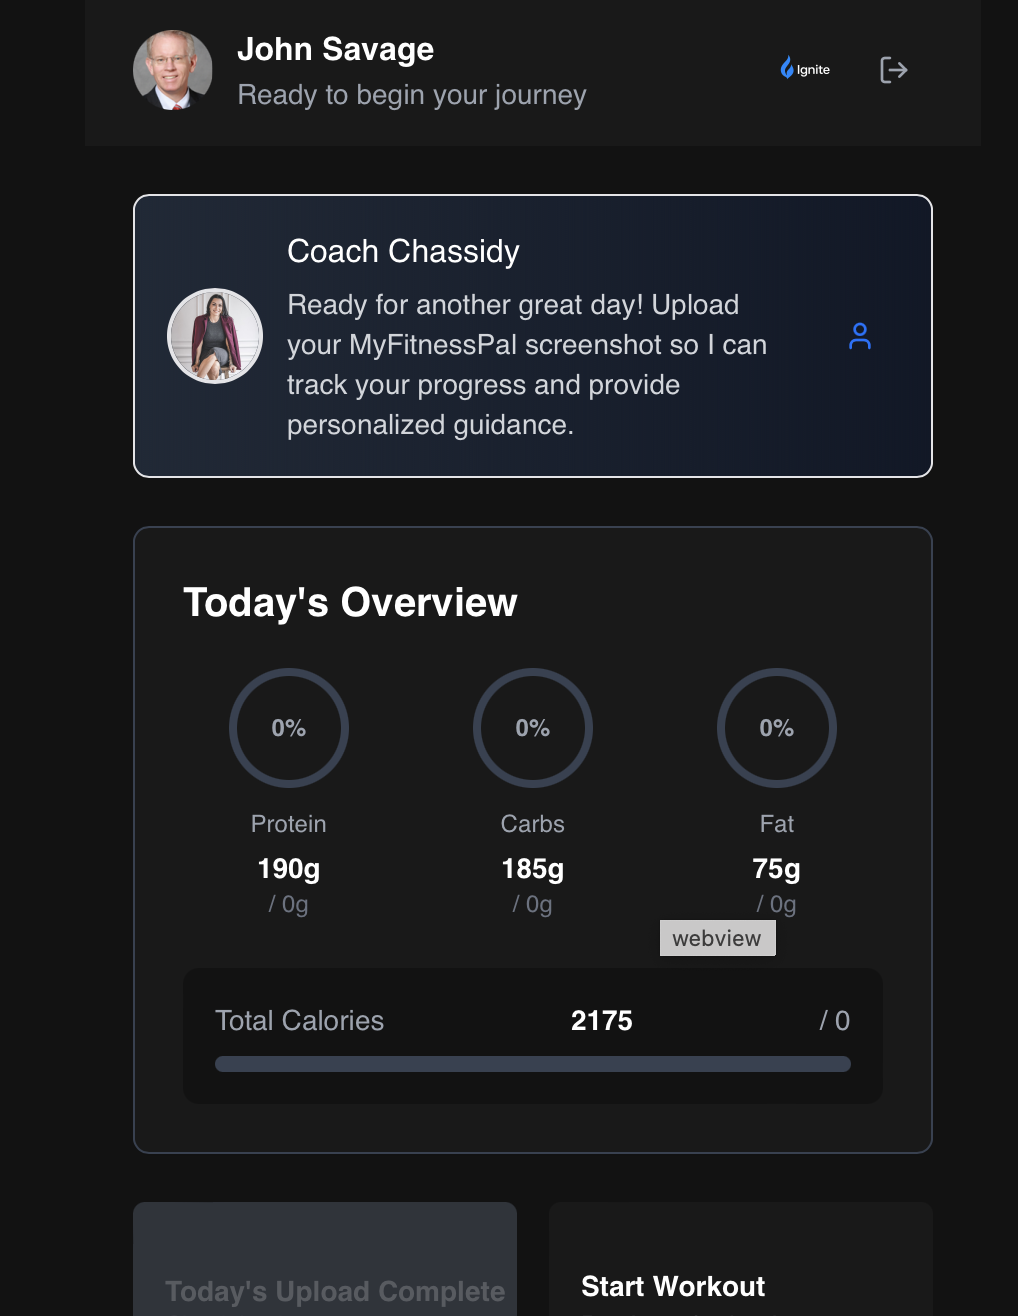 John Savage
Ready to begin your journey
Ignite
Coach Chassidy
Ready for another great day! Upload
your MyFitnessPal screenshot so I can
track your progress and provide
personalized guidance.
Today's Overview
0% 0% 0%
Protein Carbs Fat
190g 185g 75g
/ 0g / 0g / 0g
webview
Total Calories 2175 / 0
Today's Upload Complete
Start Workout